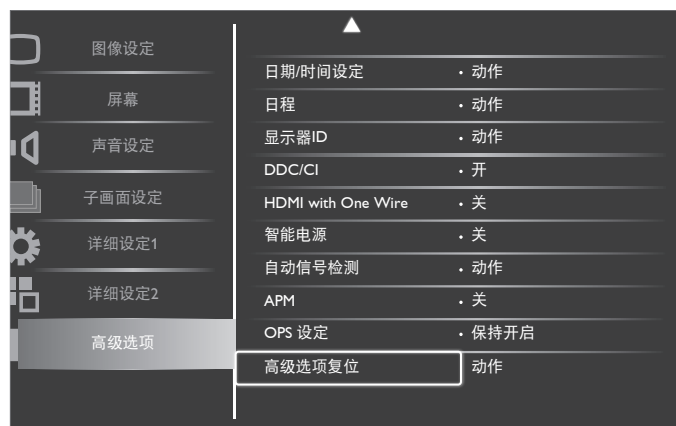 图像设定
屏幕
声音设定
子画面设定
详细设定1
详细设定2
高级选项
日期/时间设定 • 动作
日程 • 动作
显示器ID • 动作
DDC/CI • 开
HDMI with One Wire • 关
智能电源 • 关
自动信号检测 • 动作
APM • 关
OPS 设定 • 保持开启
高级选项复位 动作